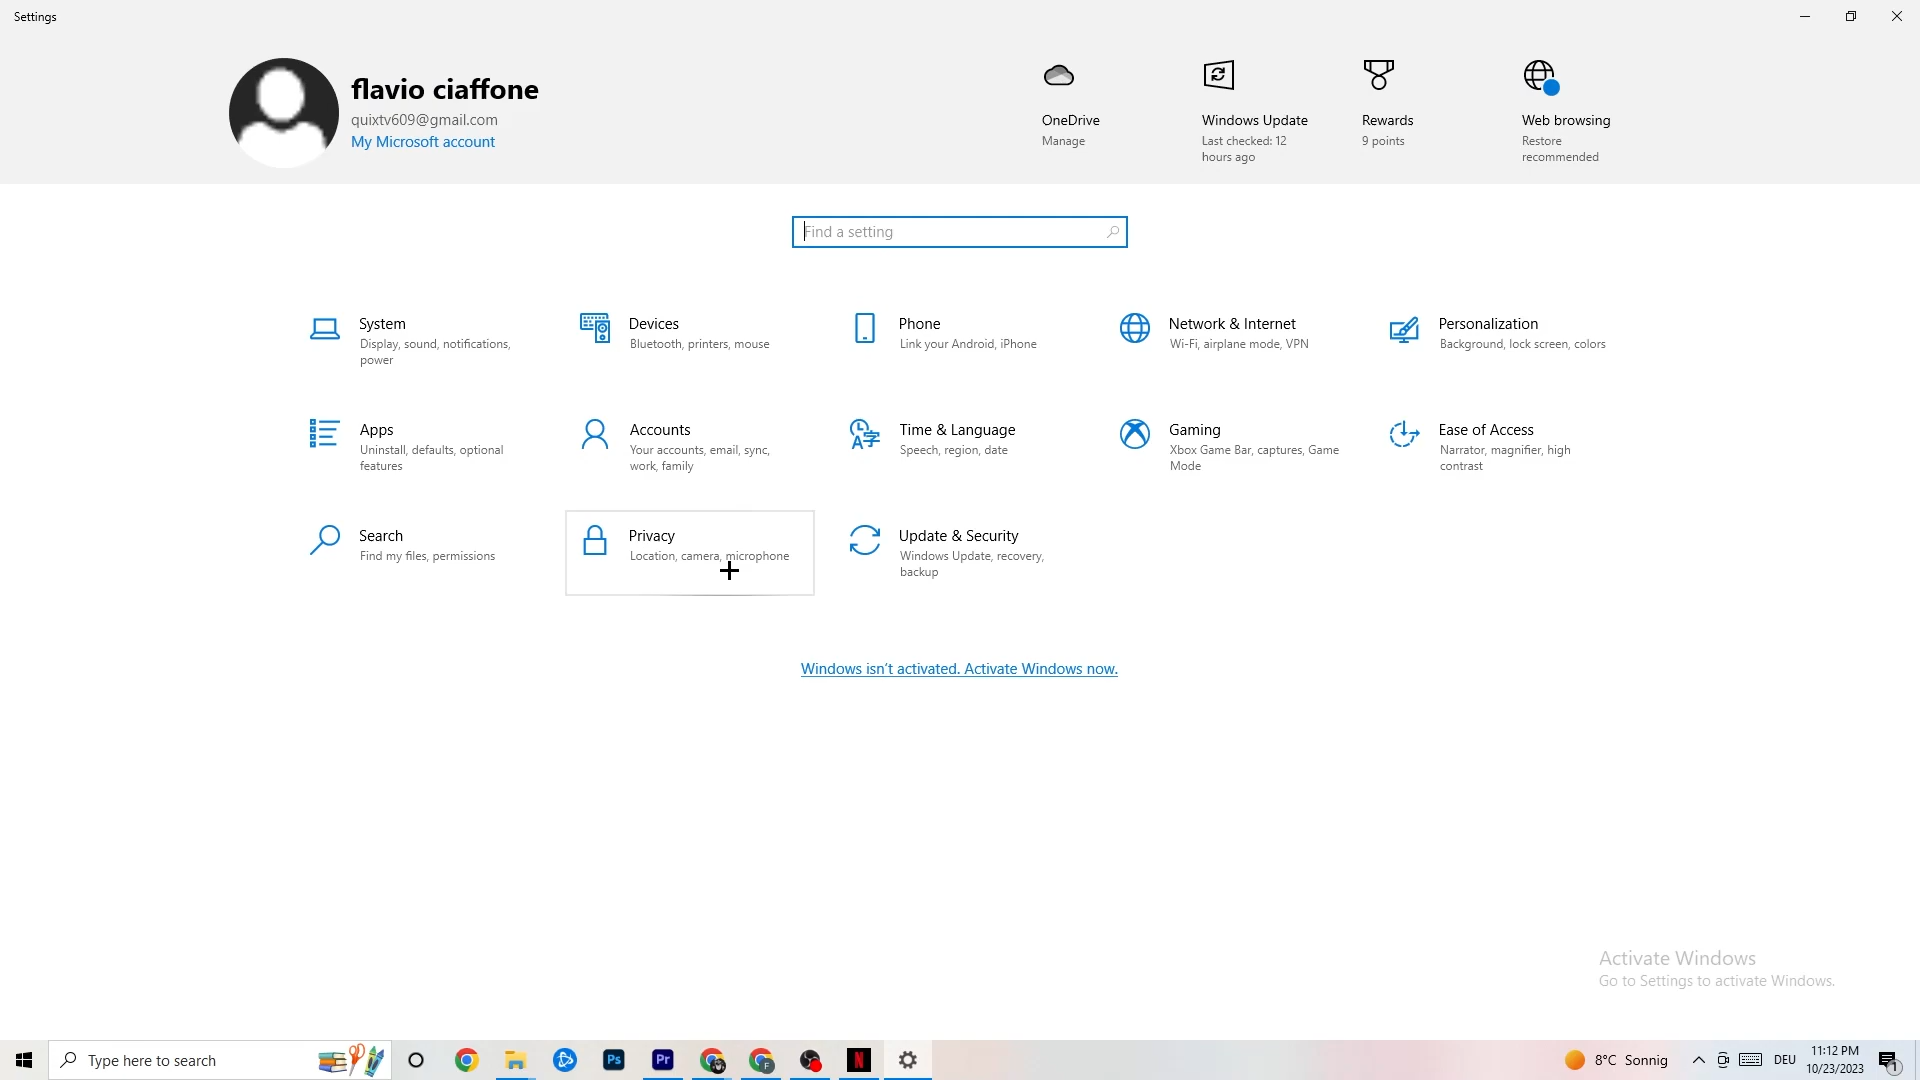 Settings
flavio ciaffone
quixtv609@gmail.com
My Microsoft account
OneDrive
Manage
Windows Update
Last checked: 12
hours ago
Rewards
9 points
Web browsing
Restore
recommended
Find a setting
System
Display, sound, notifications,
power
Devices
Bluetooth, printers, mouse
Phone
Link your Android, iPhone
Network & Internet
Wi-Fi, airplane mode, VPN
Personalization
Background, lock screen, colors
Apps
Uninstall, defaults, optional
features
Accounts
Your accounts, email, sync,
work, family
Time & Language
Speech, region, date
Gaming
Xbox Game Bar, captures, Game
Mode
Ease of Access
Narrator, magnifier, high
contrast
Search
Find my files, permissions
Privacy
Location, camera, microphone
Update & Security
Windows Update, recovery,
backup
Windows isn't activated. Activate Windows now.
Activate Windows
Go to Settings to activate Windows.
Type here to search
Ps
Pr
F
N
8°C Sonnig
DEU
11:12 PM
10/23/2023
1